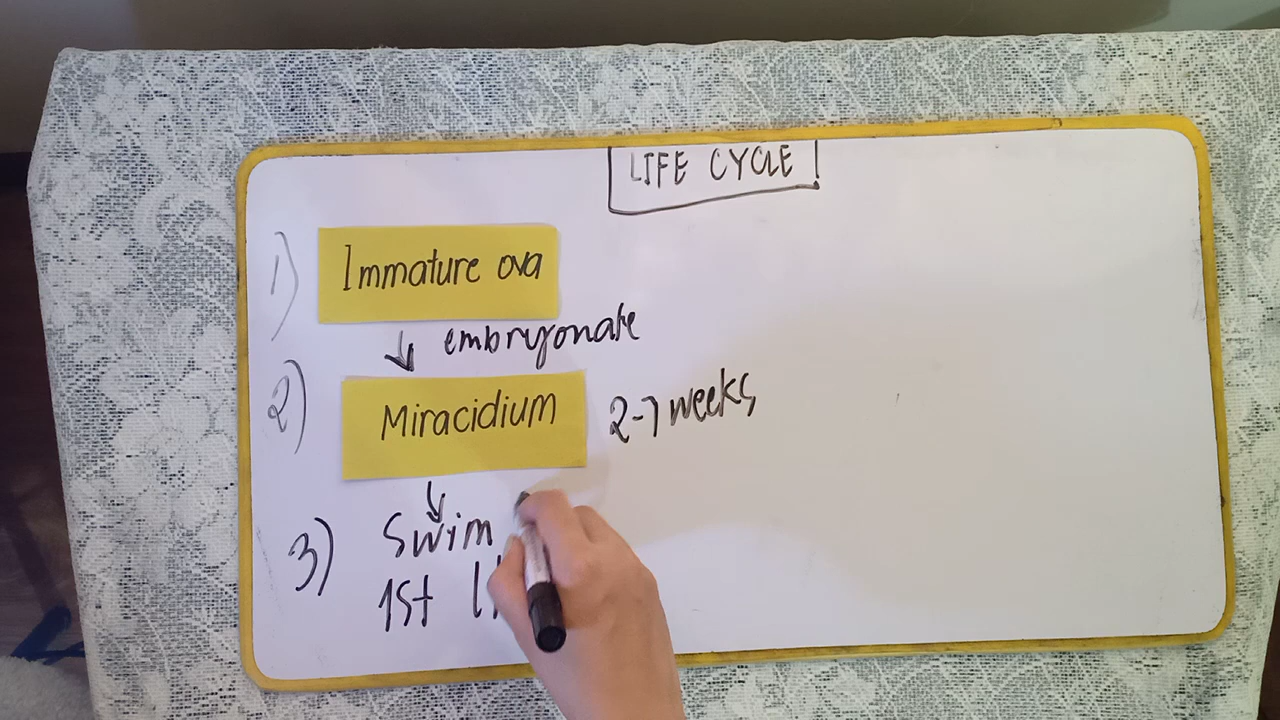 LIFE CYCLE
1) Immature ova
embryonate
2) Miracidium 2-7 weeks
3) Swim
1st